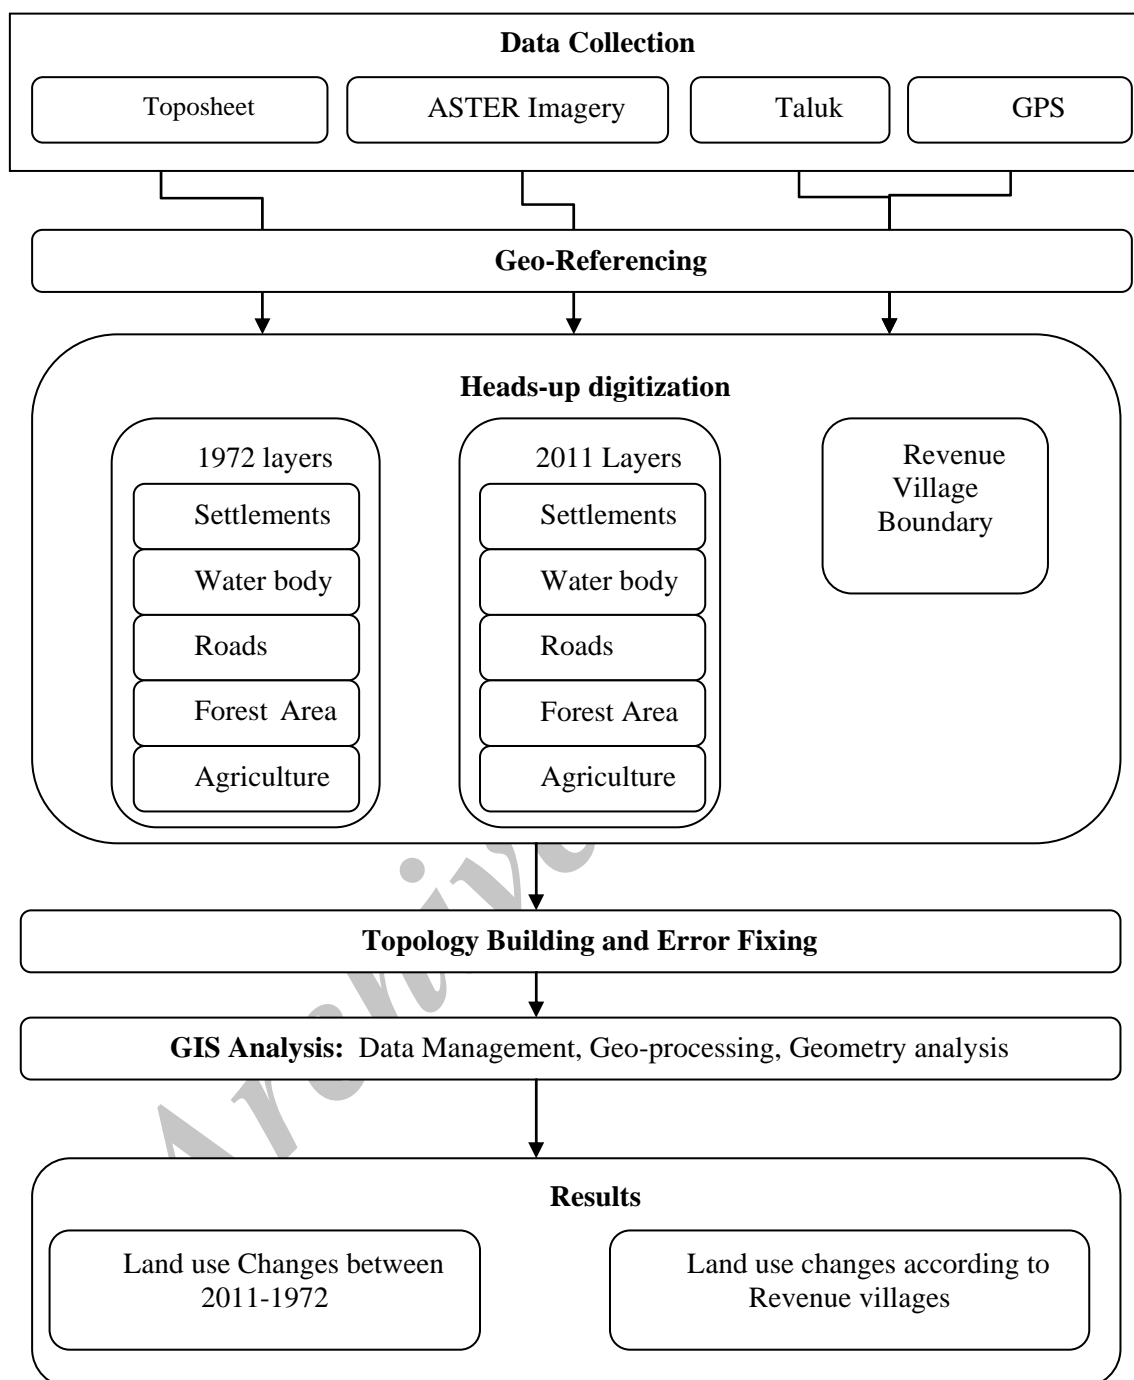 Data Collection
Toposheet
ASTER Imagery
Taluk
GPS
Geo-Referencing
Heads-up digitization
1972 layers
Settlements
Water body
Roads
Forest Area
Agriculture
2011 Layers
Settlements
Water body
Roads
Forest Area
Agriculture
Revenue
Village
Boundary
Topology Building and Error Fixing
GIS Analysis: Data Management, Geo-processing, Geometry analysis
Results
Land use Changes between
2011-1972
Land use changes according to
Revenue villages